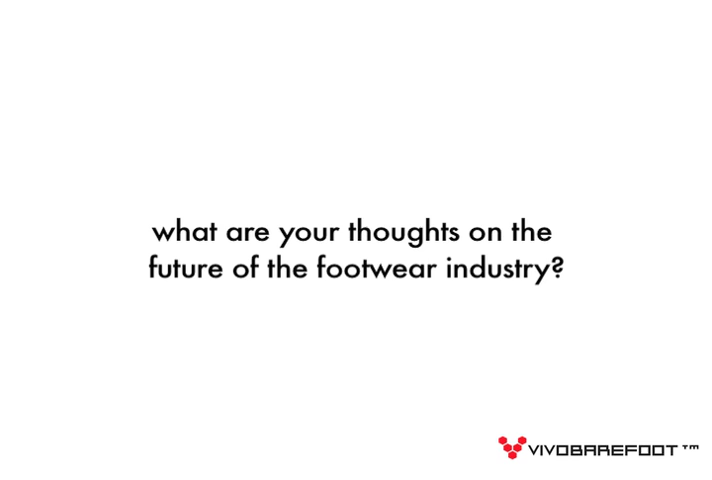 what are your thoughts on the
future of the footwear industry?
VIVOBAREFOOT ™